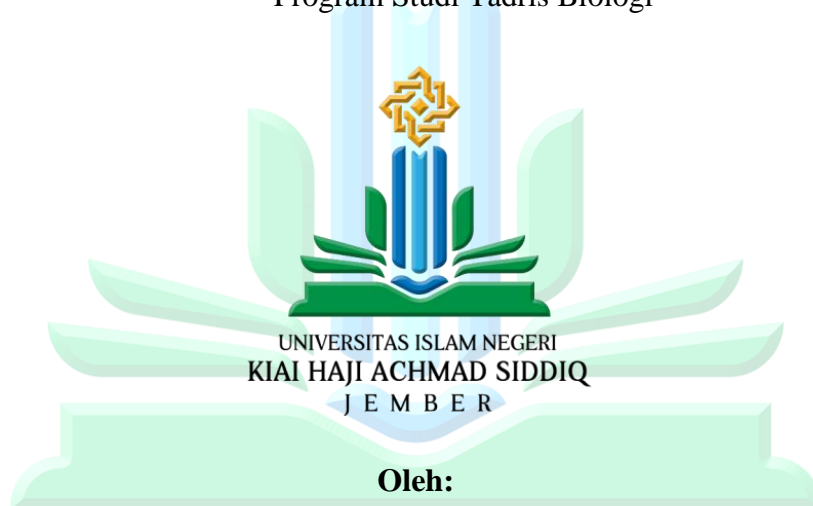 Program Studi Tadris Biologi
UNIVERSITAS ISLAM NEGERI
KIAI HAJI ACHMAD SIDDIQ
J E M B E R
Oleh: